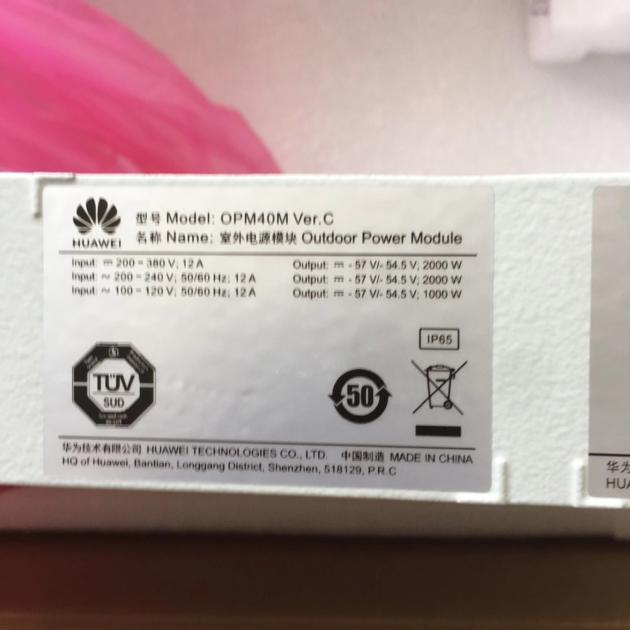 HUAWEI
型号 Model: OPM40M Ver.C
名称 Name: 室外电源模块 Outdoor Power Module
Input: ⎓ 200 – 380 V; 12 A Output: ⎓ - 57 V/- 54.5 V; 2000 W
Input: ~ 200 – 240 V; 50/60 Hz; 12 A Output: ⎓ - 57 V/- 54.5 V; 2000 W
Input: ~ 100 – 120 V; 50/60 Hz; 12 A Output: ⎓ - 57 V/- 54.5 V; 1000 W
IP65
TÜV
SUD
50
华为技术有限公司 HUAWEI TECHNOLOGIES CO., LTD. 中国制造 MADE IN CHINA
HQ of Huawei, Bantian, Longgang District, Shenzhen, 518129, P.R.C
华为
HUA